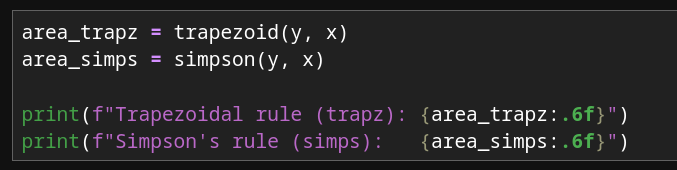 area_trapz = trapezoid(y, x)
area_simps = simpson(y, x)

print(f"Trapezoidal rule (trapz): {area_trapz:.6f}")
print(f"Simpson's rule (simps):   {area_simps:.6f}")